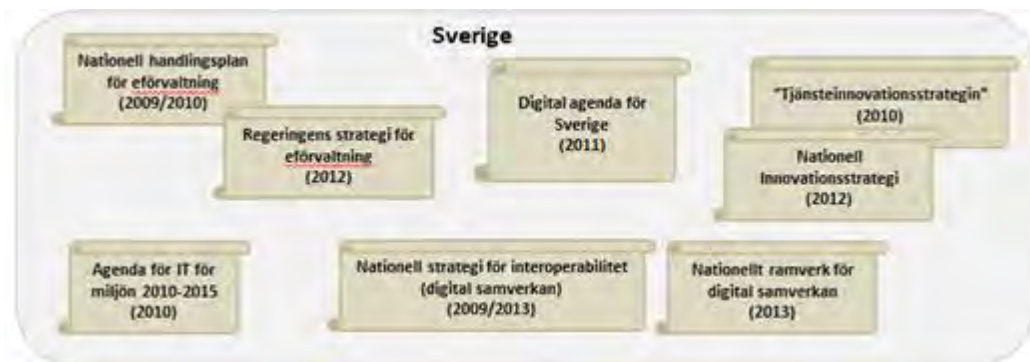 Sverige
Nationell handlingsplan
för eförvaltning
(2009/2010)
Regeringens strategi för
eförvaltning
(2012)
Digital agenda för
Sverige
(2011)
"Tjänsteinnovationsstrategin"
(2010)
Nationell
Innovationsstrategi
(2012)
Agenda för IT för
miljön 2010-2015
(2010)
Nationell strategi för interoperabilitet
(digital samverkan)
(2009/2013)
Nationellt ramverk för
digital samverkan
(2013)